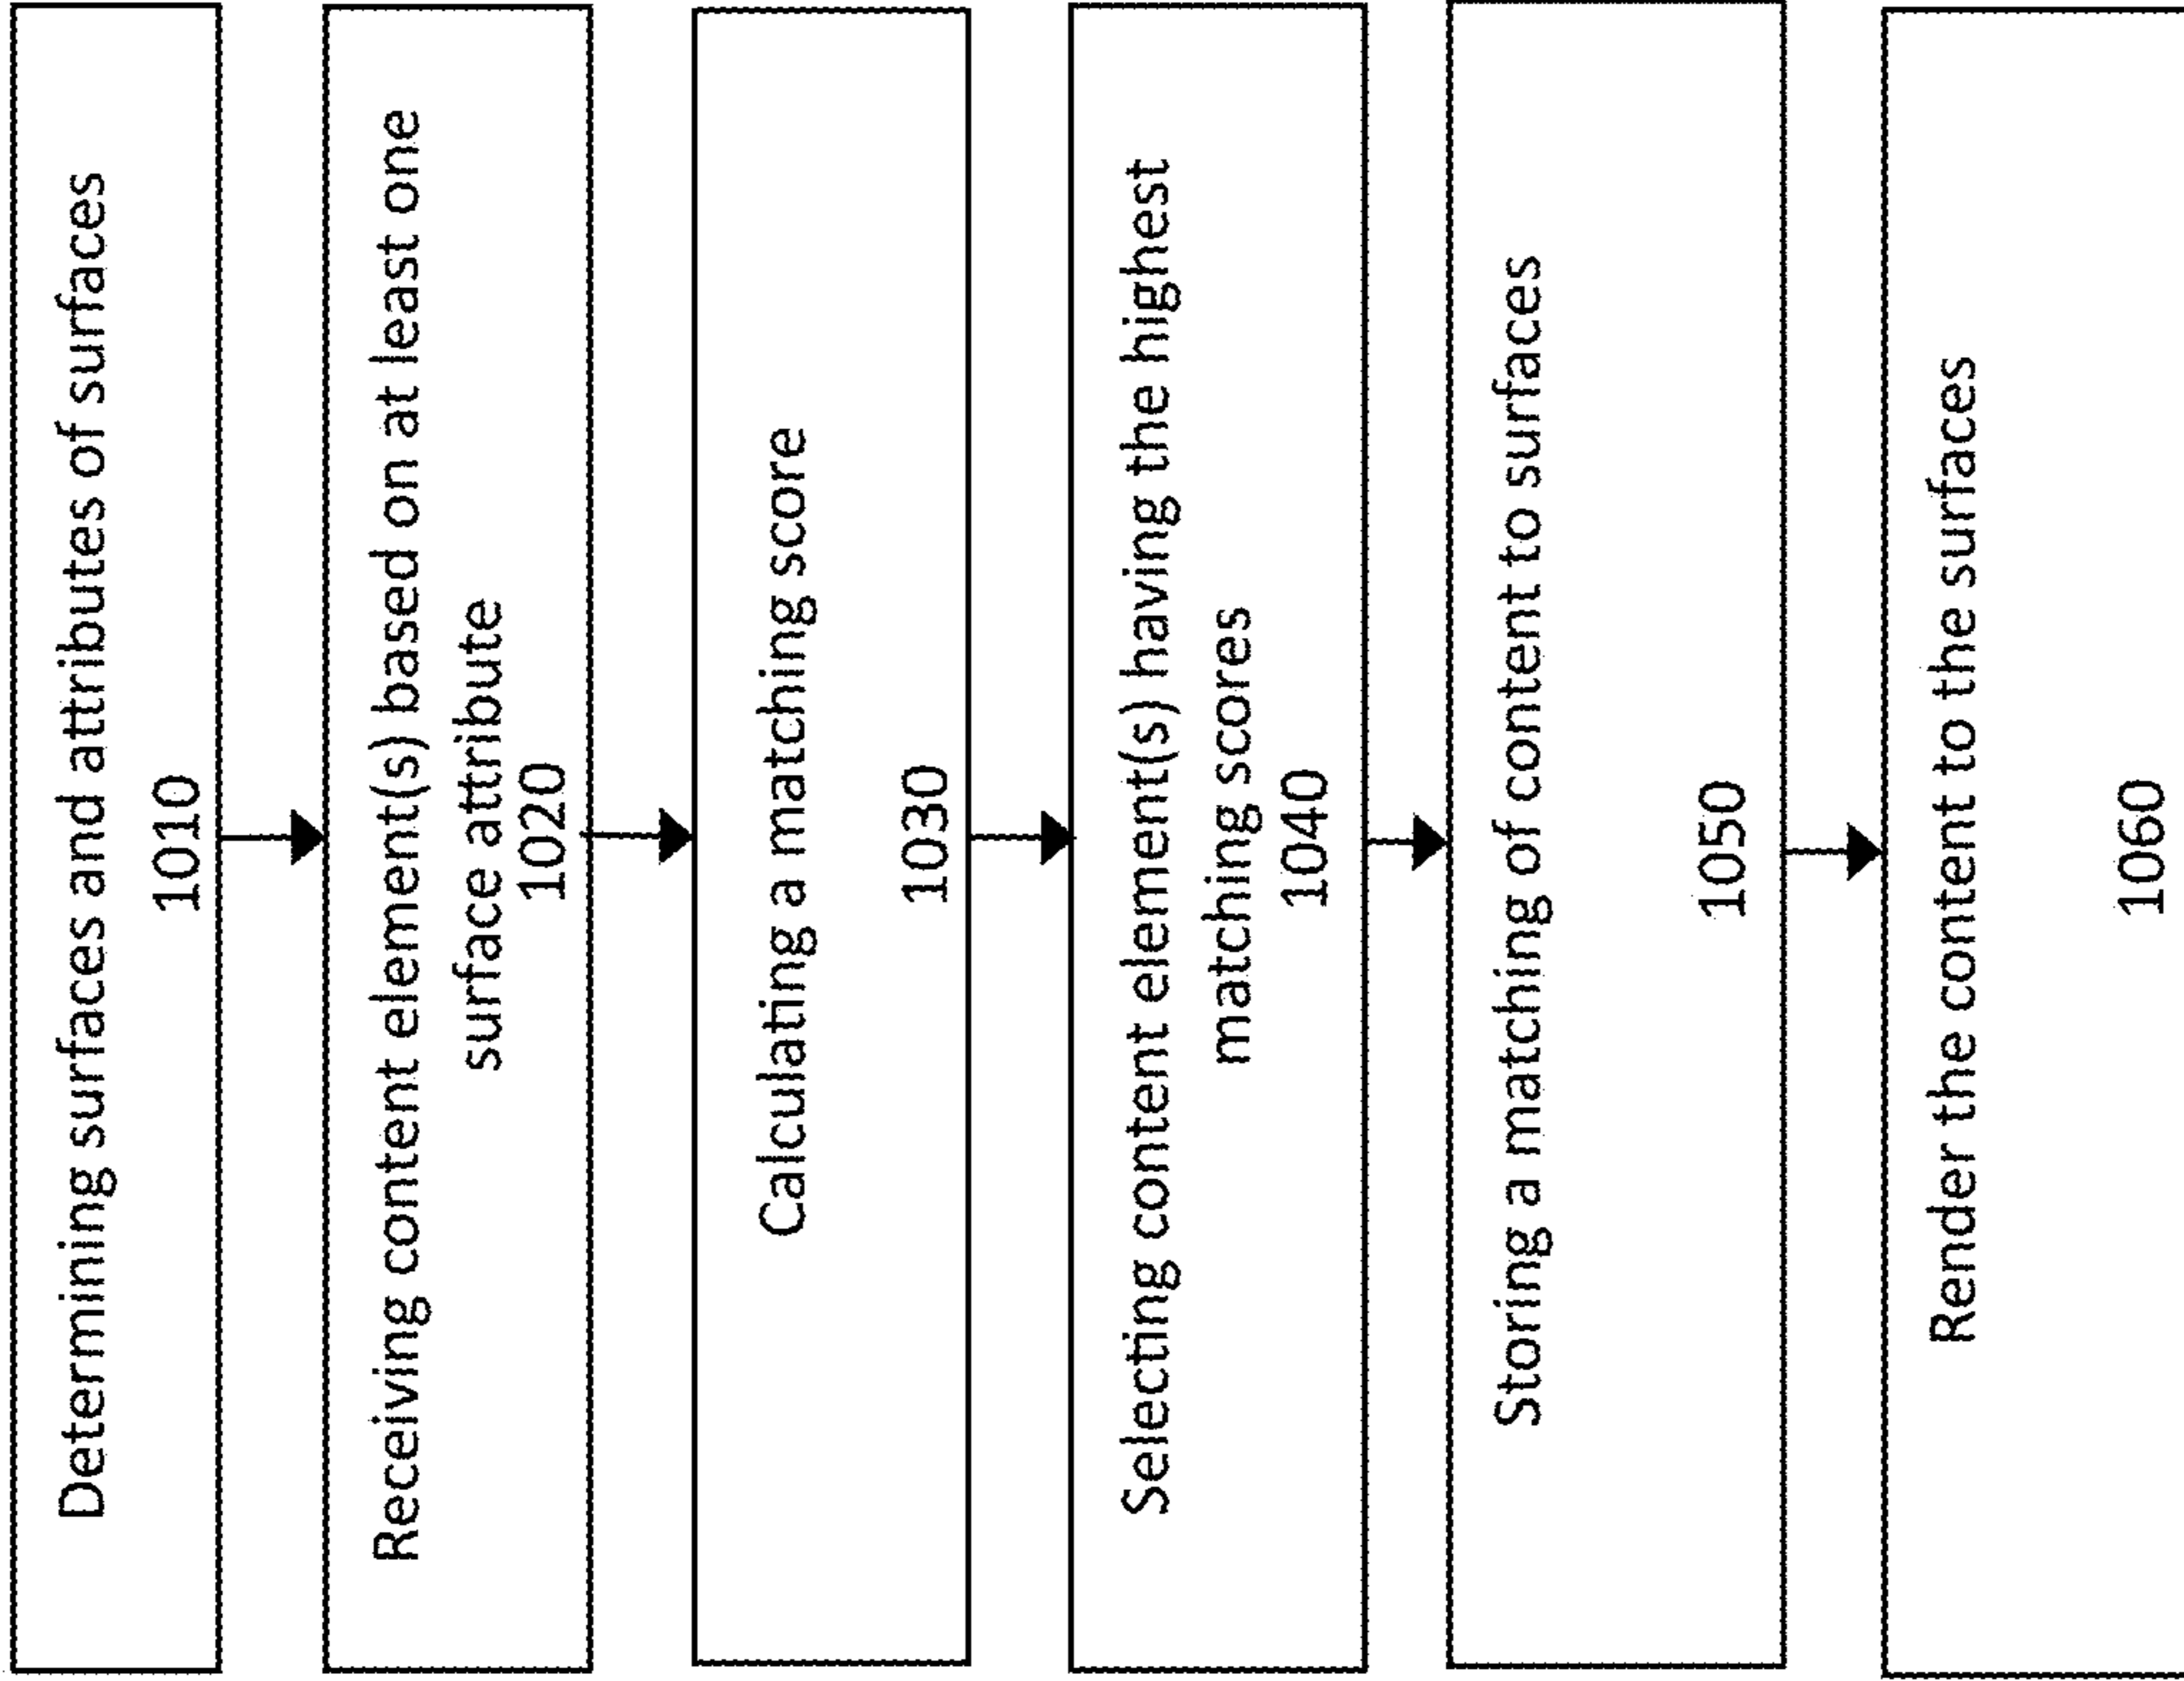 Determining surfaces and attributes of surfaces
1010
Receiving content element(s) based on at least one
surface attribute
1020
Calculating a matching score
1030
Selecting content element(s) having the highest
matching scores
1040
Storing a matching of content to surfaces
1050
Render the content to the surfaces
1060